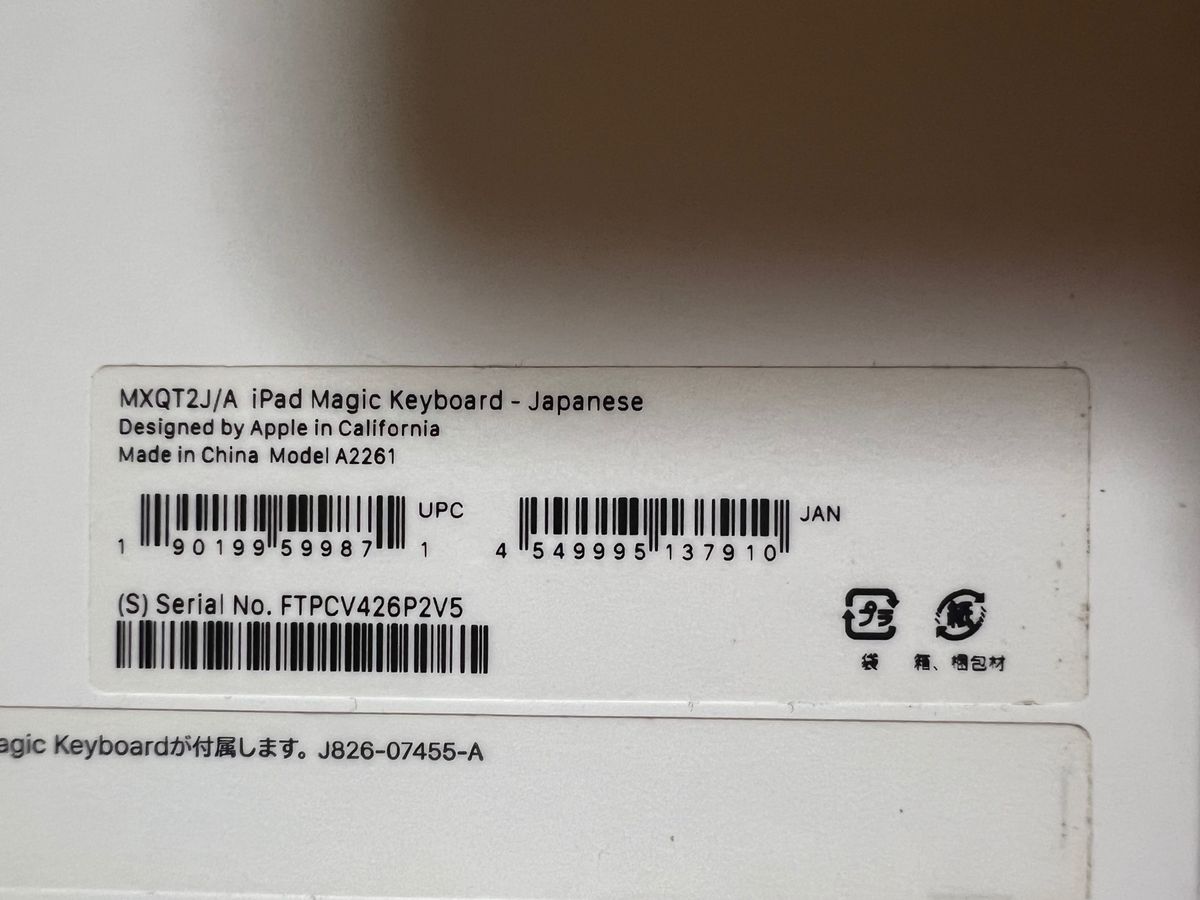 MXQT2J/A iPad Magic Keyboard - Japanese
Designed by Apple in California
Made in China Model A2261
UPC
1 90199 59987 1
JAN
4 549995 137910
(S) Serial No. FTPCV426P2V5
プラ
紙
袋
箱、梱包材
agic Keyboardが付属します。J826-07455-A